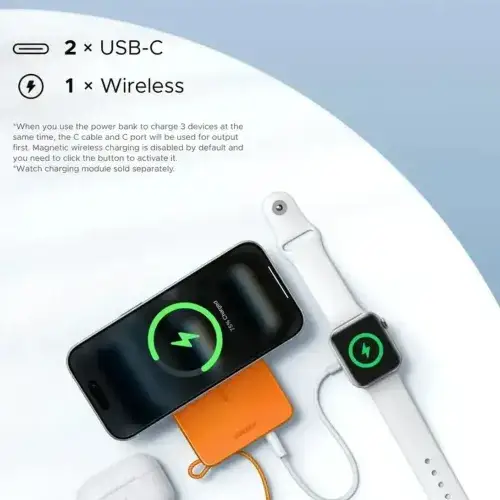 2 × USB-C
1 × Wireless
*When you use the power bank to charge 3 devices at the
same time, the C cable and C port will be used for output
first. Magnetic wireless charging is disabled by default and
you need to click the button to activate it.
*Watch charging module sold separately.
75% Charged